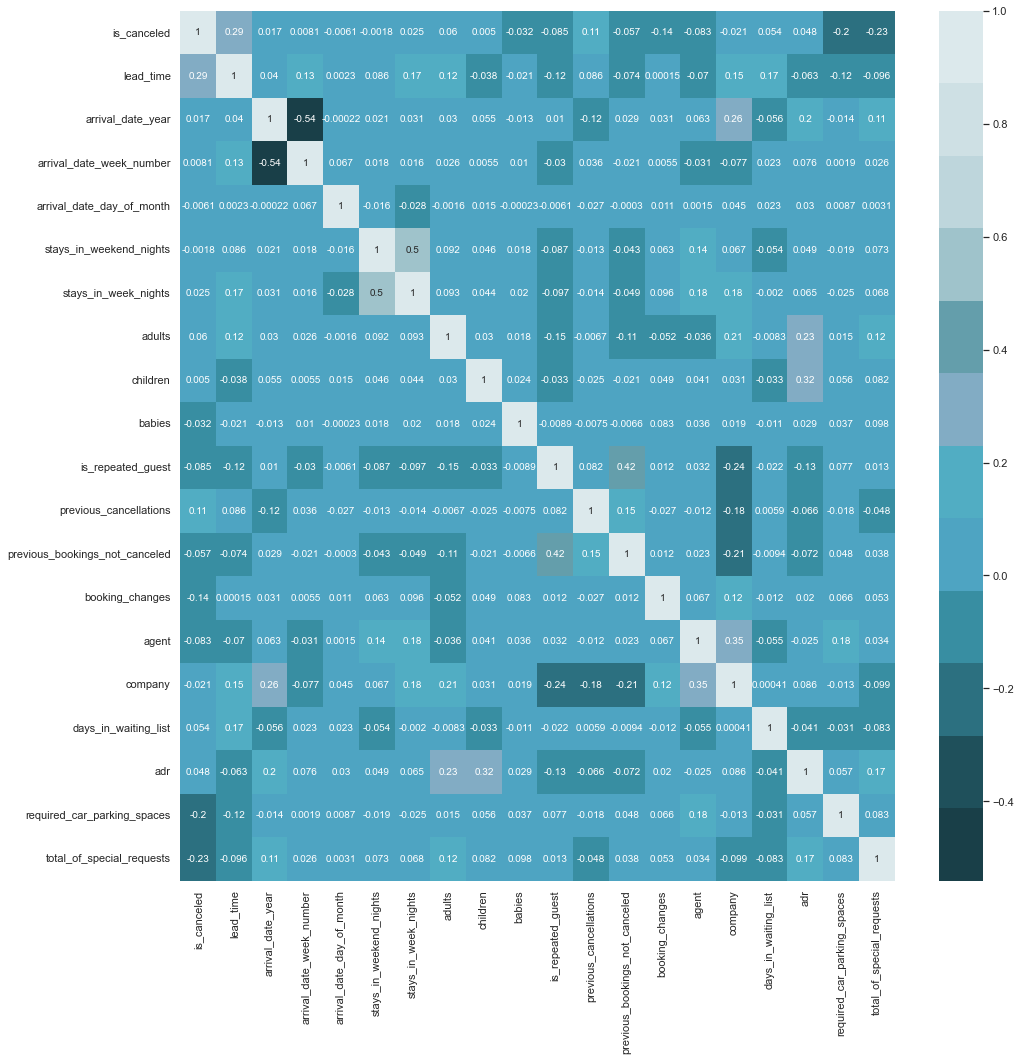 is_canceled 1 0.29 0.017 0.0081 -0.0061 -0.0018 0.025 0.06 0.005 -0.032 -0.085 0.11 -0.057 -0.14 -0.083 -0.021 0.054 0.048 -0.2 -0.23
lead_time 0.29 1 0.04 0.13 0.0023 0.086 0.17 0.12 -0.038 -0.021 -0.12 0.086 -0.074 0.00015 -0.07 0.15 0.17 -0.063 -0.12 -0.096
arrival_date_year 0.017 0.04 1 -0.54 -0.00022 0.021 0.031 0.03 0.055 -0.013 0.01 -0.12 0.029 0.031 0.063 0.26 -0.056 0.2 -0.014 0.11
arrival_date_week_number 0.0081 0.13 -0.54 1 0.067 0.018 0.016 0.026 0.0055 0.01 -0.03 0.036 -0.021 0.0055 -0.031 -0.077 0.023 0.076 0.0019 0.026
arrival_date_day_of_month -0.0061 0.0023 -0.00022 0.067 1 -0.016 -0.028 -0.0016 0.015 -0.00023 -0.0061 -0.027 -0.0003 0.011 0.0015 0.045 0.023 0.03 0.0087 0.0031
stays_in_weekend_nights -0.0018 0.086 0.021 0.018 -0.016 1 0.5 0.092 0.046 0.018 -0.087 -0.013 -0.043 0.063 0.14 0.067 -0.054 0.049 -0.019 0.073
stays_in_week_nights 0.025 0.17 0.031 0.016 -0.028 0.5 1 0.093 0.044 0.02 -0.097 -0.014 -0.049 0.096 0.18 0.18 -0.002 0.065 -0.025 0.068
adults 0.06 0.12 0.03 0.026 -0.0016 0.092 0.093 1 0.03 0.018 -0.15 -0.0067 -0.11 -0.052 -0.036 0.21 -0.0083 0.23 0.015 0.12
children 0.005 -0.038 0.055 0.0055 0.015 0.046 0.044 0.03 1 0.024 -0.033 -0.025 -0.021 0.049 0.041 0.031 -0.033 0.32 0.056 0.082
babies -0.032 -0.021 -0.013 0.01 -0.00023 0.018 0.02 0.018 0.024 1 -0.0089 -0.0075 -0.0066 0.083 0.036 0.019 -0.011 0.029 0.037 0.098
is_repeated_guest -0.085 -0.12 0.01 -0.03 -0.0061 -0.087 -0.097 -0.15 -0.033 -0.0089 1 0.082 0.42 0.012 0.032 -0.24 -0.022 -0.13 0.077 0.013
previous_cancellations 0.11 0.086 -0.12 0.036 -0.027 -0.013 -0.014 -0.0067 -0.025 -0.0075 0.082 1 0.15 -0.027 -0.012 -0.18 0.0059 -0.066 -0.018 -0.048
previous_bookings_not_canceled -0.057 -0.074 0.029 -0.021 -0.0003 -0.043 -0.049 -0.11 -0.021 -0.0066 0.42 0.15 1 0.012 0.023 -0.21 -0.0094 -0.072 0.048 0.038
booking_changes -0.14 0.00015 0.031 0.0055 0.011 0.063 0.096 -0.052 0.049 0.083 0.012 -0.027 0.012 1 0.067 0.12 -0.012 0.02 0.066 0.053
agent -0.083 -0.07 0.063 -0.031 0.0015 0.14 0.18 -0.036 0.041 0.036 0.032 -0.012 0.023 0.067 1 0.35 -0.055 -0.025 0.18 0.034
company -0.021 0.15 0.26 -0.077 0.045 0.067 0.18 0.21 0.031 0.019 -0.24 -0.18 -0.21 0.12 0.35 1 0.00041 0.086 -0.013 -0.099
days_in_waiting_list 0.054 0.17 -0.056 0.023 0.023 -0.054 -0.002 -0.0083 -0.033 -0.011 -0.022 0.0059 -0.0094 -0.012 -0.055 0.00041 1 -0.041 -0.031 -0.083
adr 0.048 -0.063 0.2 0.076 0.03 0.049 0.065 0.23 0.32 0.029 -0.13 -0.066 -0.072 0.02 -0.025 0.086 -0.041 1 0.057 0.17
required_car_parking_spaces -0.2 -0.12 -0.014 0.0019 0.0087 -0.019 -0.025 0.015 0.056 0.037 0.077 -0.018 0.048 0.066 0.18 -0.013 -0.031 0.057 1 0.083
total_of_special_requests -0.23 -0.096 0.11 0.026 0.0031 0.073 0.068 0.12 0.082 0.098 0.013 -0.048 0.038 0.053 0.034 -0.099 -0.083 0.17 0.083 1
is_canceled
lead_time
arrival_date_year
arrival_date_week_number
arrival_date_day_of_month
stays_in_weekend_nights
stays_in_week_nights
adults
children
babies
is_repeated_guest
previous_cancellations
previous_bookings_not_canceled
booking_changes
agent
company
days_in_waiting_list
adr
required_car_parking_spaces
total_of_special_requests
1.0
0.8
0.6
0.4
0.2
0.0
−0.2
−0.4